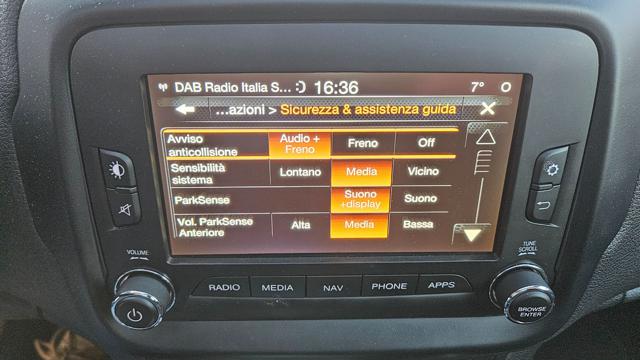 DAB Radio Italia S... 16:36 7° O
...azioni > Sicurezza & assistenza guida
Avviso anticollisione Audio + Freno Freno Off
Sensibilità sistema Lontano Media Vicino
ParkSense Suono +display Suono
Vol. ParkSense Anteriore Alta Media Bassa
VOLUME
TUNE SCROLL
RADIO MEDIA NAV PHONE APPS
BROWSE ENTER